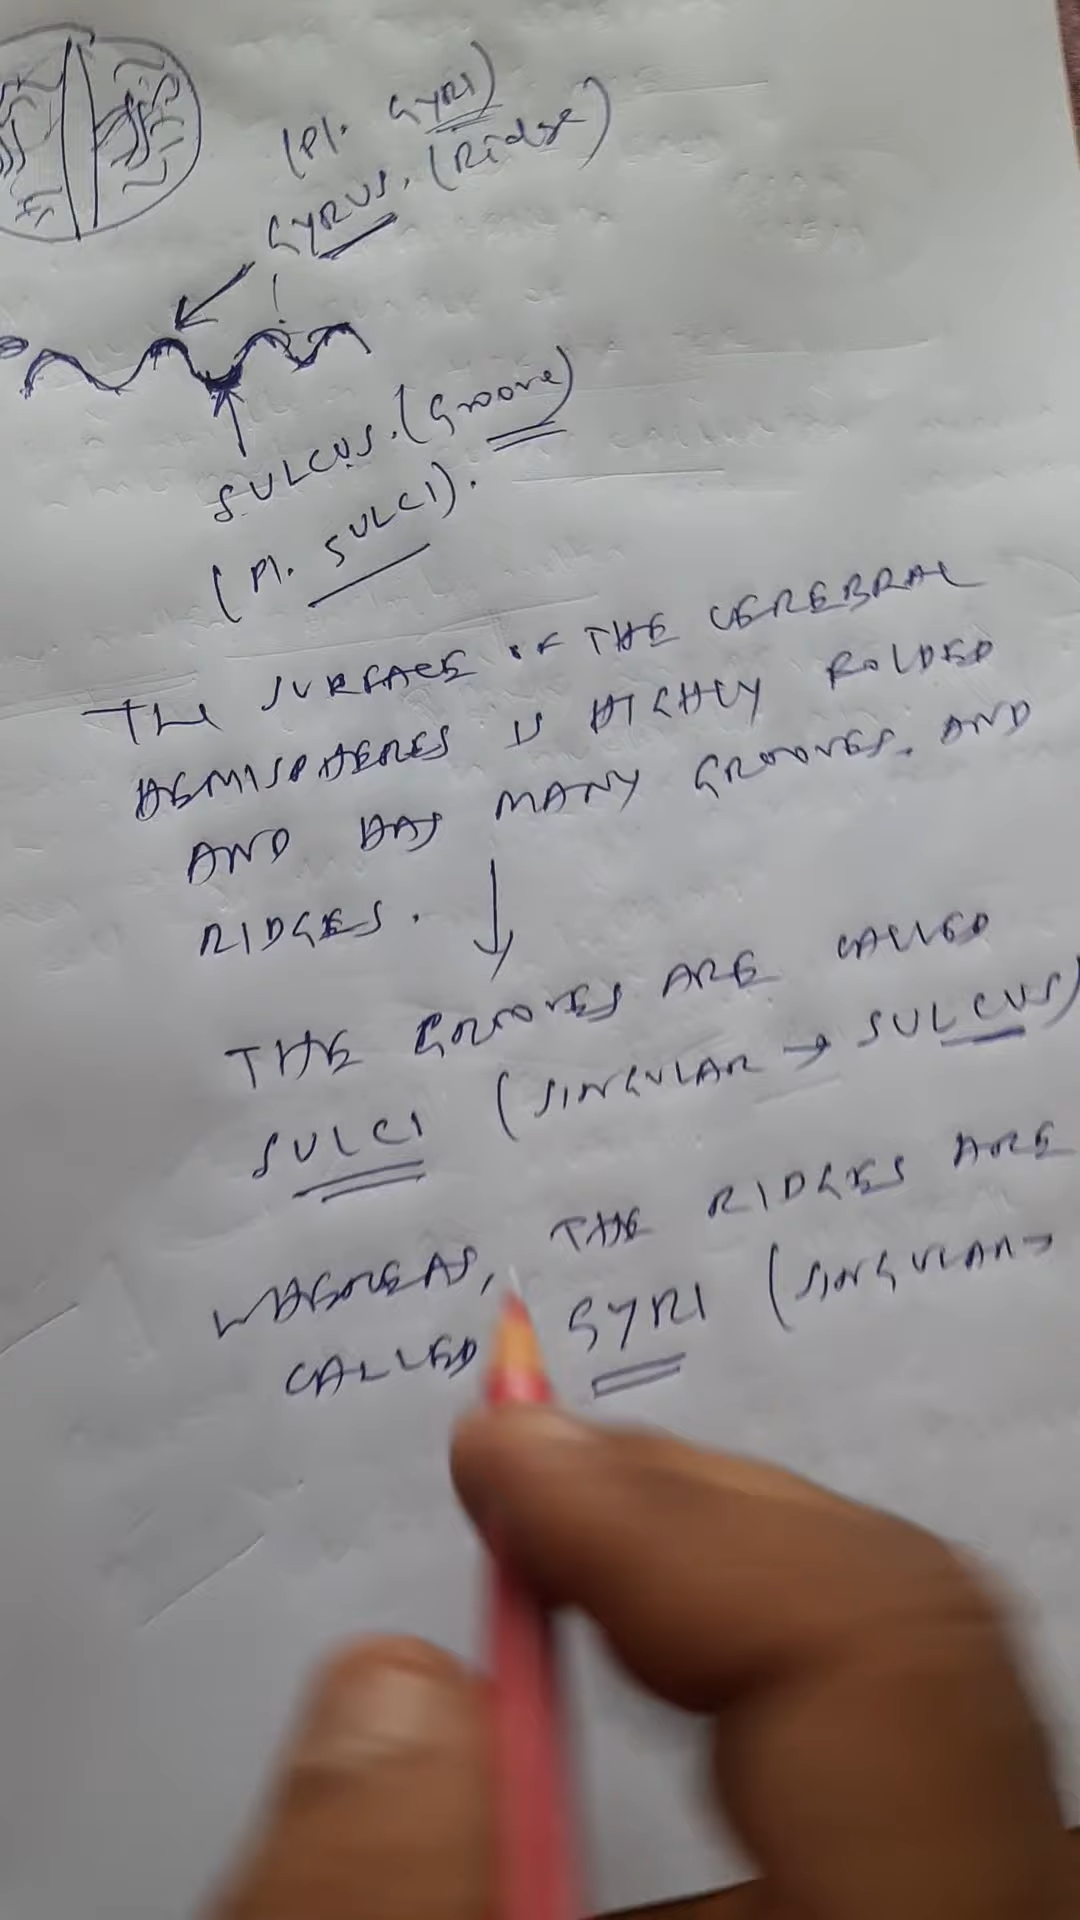 (Pl. GYRI)
GYRUS. (Ridge)
SULCUS. (Groove)
(Pl. SULCI).
THE SURFACE OF THE CEREBRAL
HEMISPHERES IS HIGHLY FOLDED
AND HAS MANY GROOVES. AND
RIDGES.
THE GROOVES ARE CALLED
SULCI (SINGULAR → SULCUS)
WHEREAS, THE RIDGES ARE
CALLED GYRI (SINGULAR →